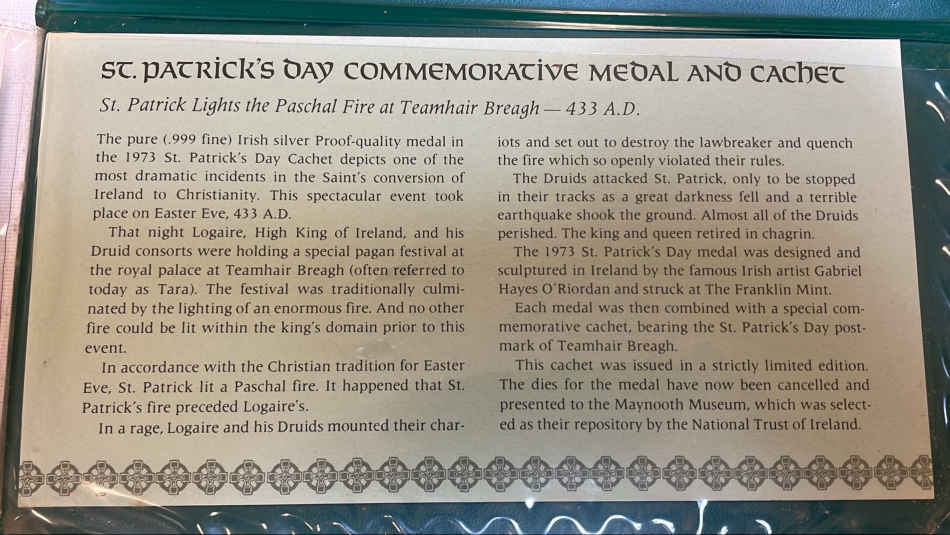 ST. PATRICK'S DAY COMMEMORATIVE MEDAL AND CACHET
St. Patrick Lights the Paschal Fire at Teamhair Breagh — 433 A.D.
The pure (.999 fine) Irish silver Proof-quality medal in
the 1973 St. Patrick's Day Cachet depicts one of the
most dramatic incidents in the Saint's conversion of
Ireland to Christianity. This spectacular event took
place on Easter Eve, 433 A.D.
That night Logaire, High King of Ireland, and his
Druid consorts were holding a special pagan festival at
the royal palace at Teamhair Breagh (often referred to
today as Tara). The festival was traditionally culmi-
nated by the lighting of an enormous fire. And no other
fire could be lit within the king's domain prior to this
event.
In accordance with the Christian tradition for Easter
Eve, St. Patrick lit a Paschal fire. It happened that St.
Patrick's fire preceded Logaire's.
In a rage, Logaire and his Druids mounted their char-
iots and set out to destroy the lawbreaker and quench
the fire which so openly violated their rules.
The Druids attacked St. Patrick, only to be stopped
in their tracks as a great darkness fell and a terrible
earthquake shook the ground. Almost all of the Druids
perished. The king and queen retired in chagrin.
The 1973 St. Patrick's Day medal was designed and
sculptured in Ireland by the famous Irish artist Gabriel
Hayes O'Riordan and struck at The Franklin Mint.
Each medal was then combined with a special com-
memorative cachet, bearing the St. Patrick's Day post-
mark of Teamhair Breagh.
This cachet was issued in a strictly limited edition.
The dies for the medal have now been cancelled and
presented to the Maynooth Museum, which was select-
ed as their repository by the National Trust of Ireland.